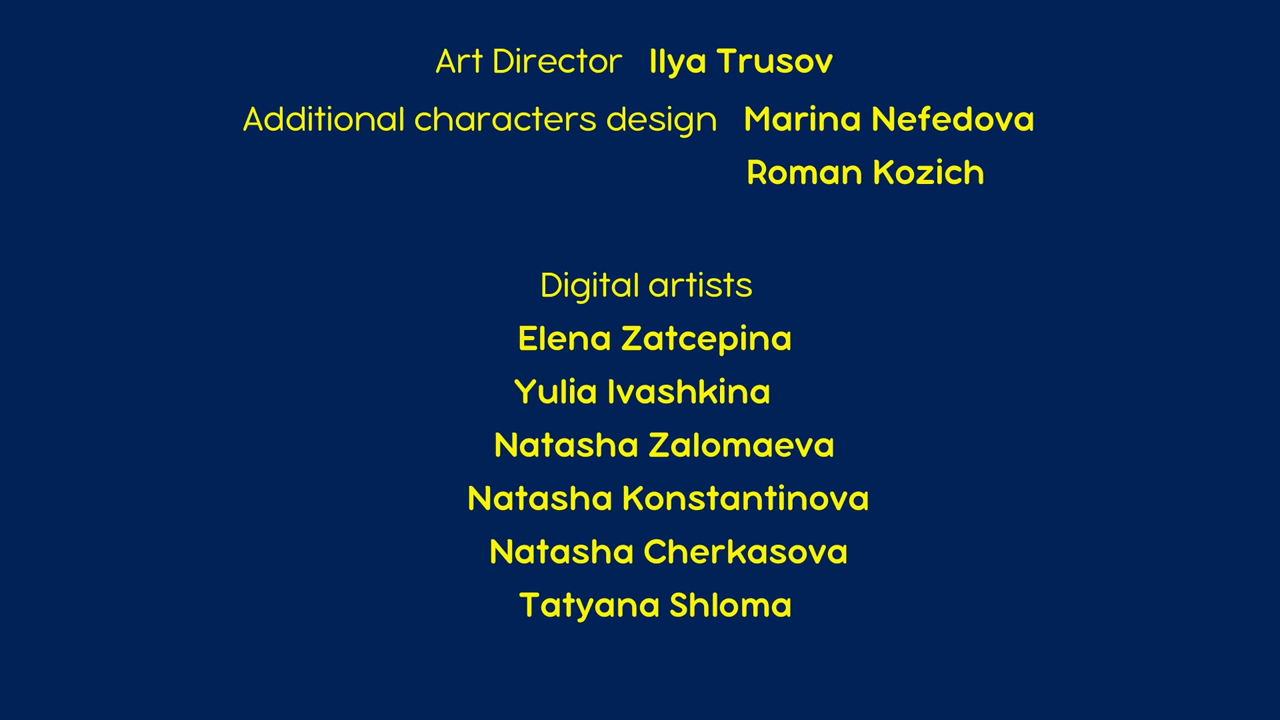 Art Director Ilya Trusov
Additional characters design Marina Nefedova
Roman Kozich
Digital artists
Elena Zatcepina
Yulia Ivashkina
Natasha Zalomaeva
Natasha Konstantinova
Natasha Cherkasova
Tatyana Shloma